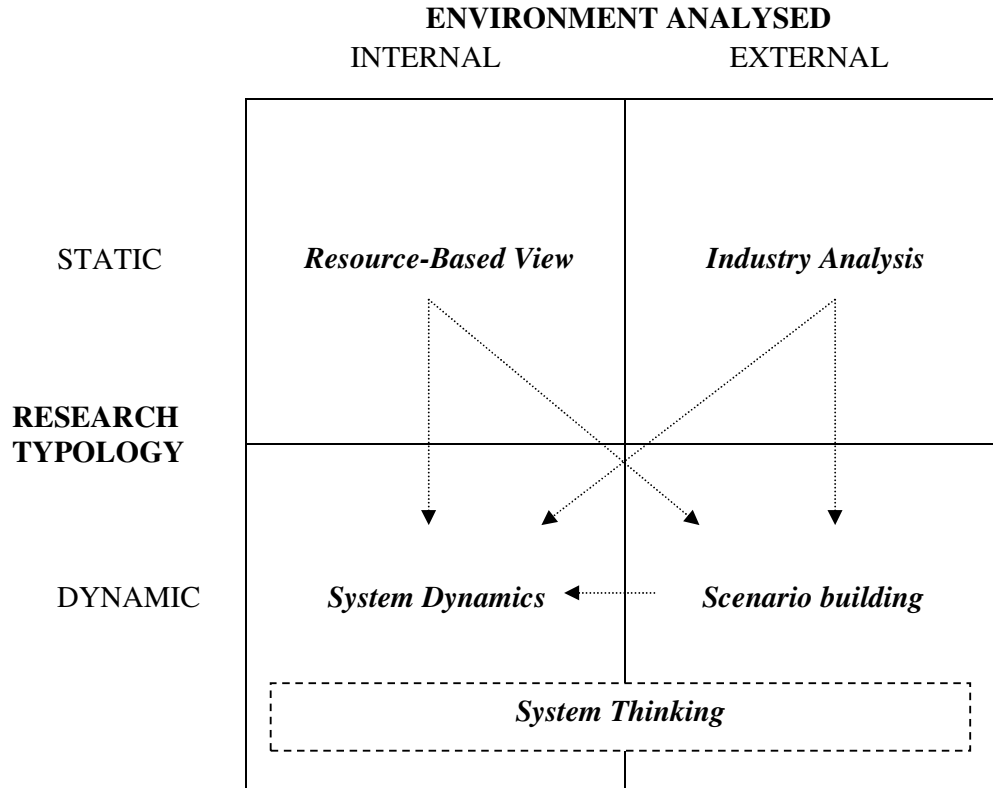 ENVIRONMENT ANALYSED
INTERNAL EXTERNAL
STATIC Resource-Based View Industry Analysis
RESEARCH
TYPOLOGY
DYNAMIC System Dynamics Scenario building
System Thinking